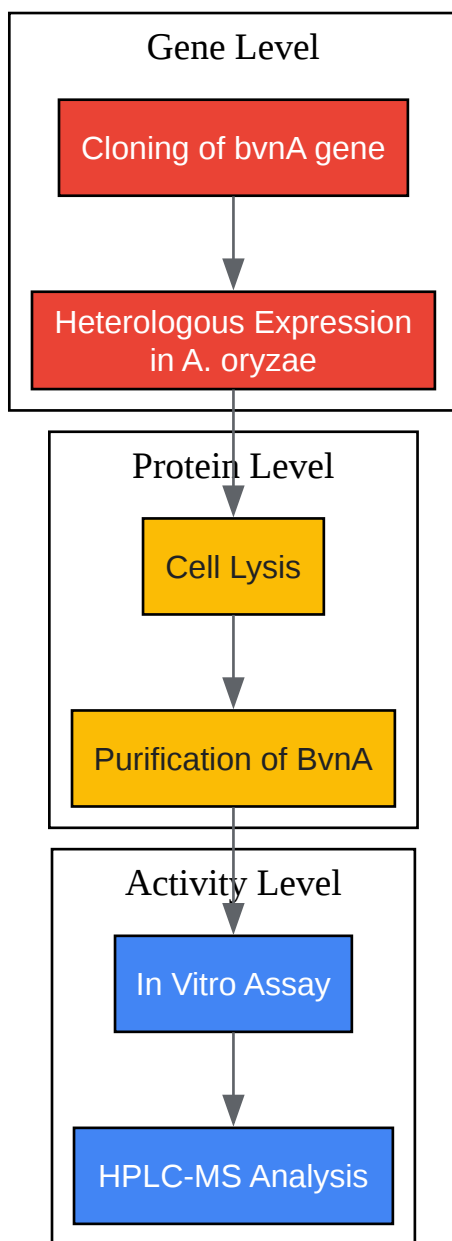 Gene Level
Cloning of bvnA gene
Heterologous Expression
in A. oryzae
Protein Level
Cell Lysis
Purification of BvnA
Activity Level
In Vitro Assay
HPLC-MS Analysis